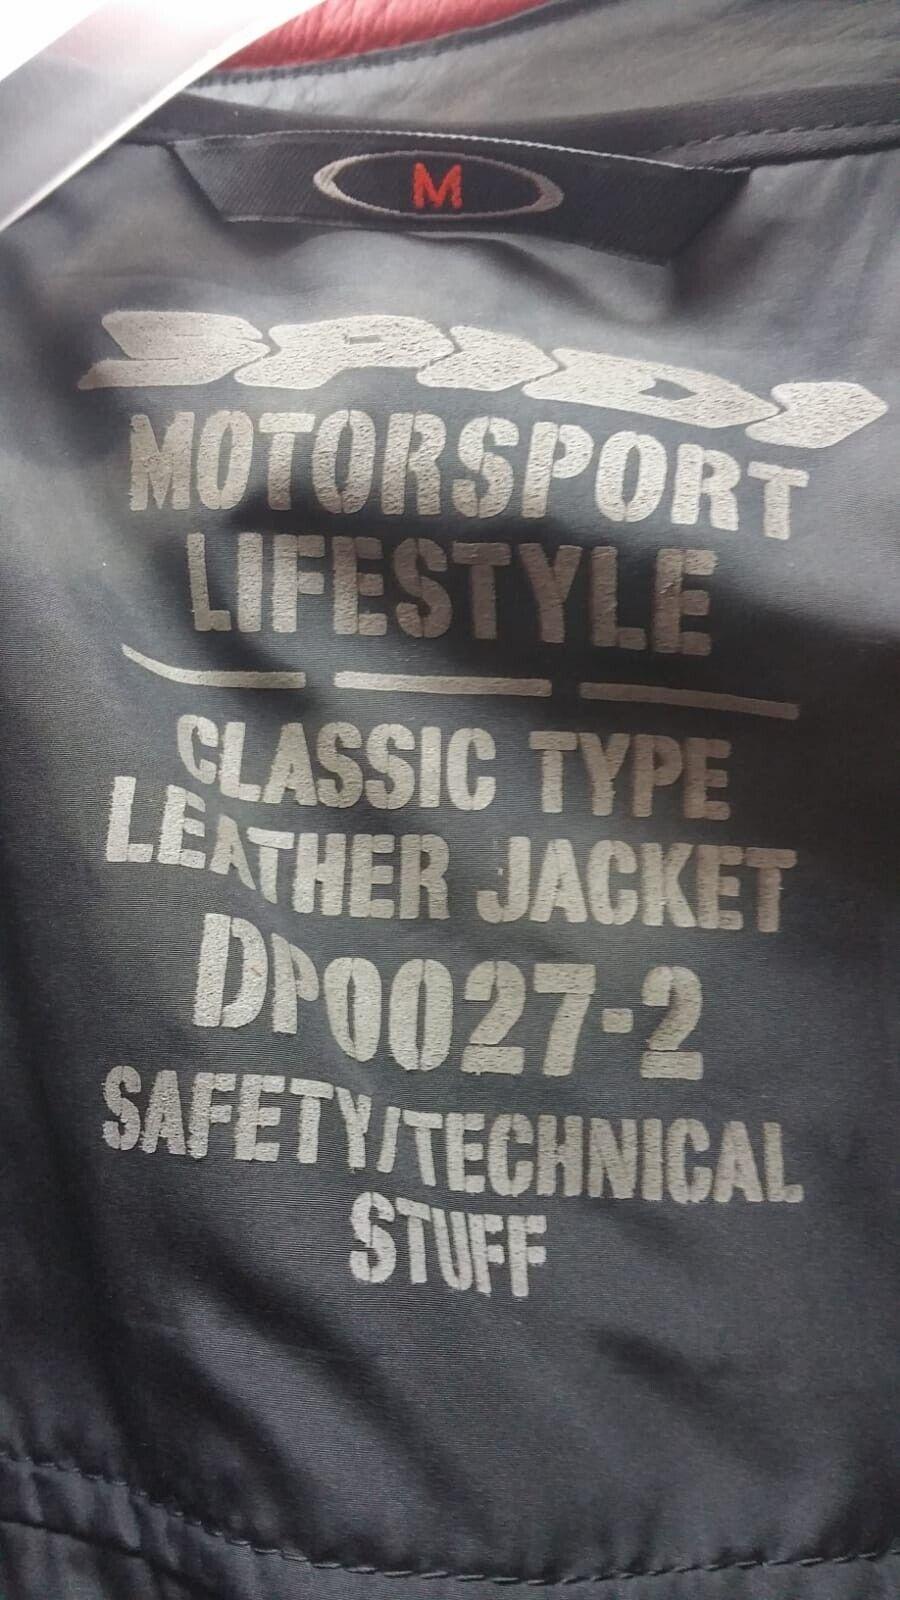 M
SPIDI
MOTORSPORT
LIFESTYLE
CLASSIC TYPE
LEATHER JACKET
DP0027-2
SAFETY/TECHNICAL
STUFF